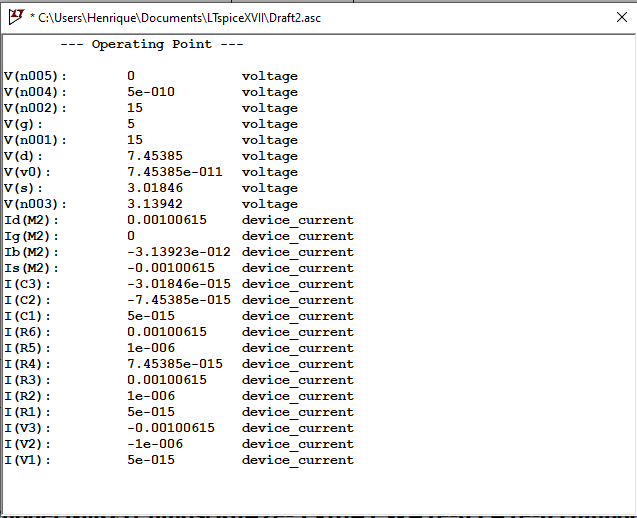 * C:\Users\Henrique\Documents\LTspiceXVII\Draft2.asc
--- Operating Point ---
V(n005): 0 voltage
V(n004): 5e-010 voltage
V(n002): 15 voltage
V(g): 5 voltage
V(n001): 15 voltage
V(d): 7.45385 voltage
V(v0): 7.45385e-011 voltage
V(s): 3.01846 voltage
V(n003): 3.13942 voltage
Id(M2): 0.00100615 device_current
Ig(M2): 0 device_current
Ib(M2): -3.13923e-012 device_current
Is(M2): -0.00100615 device_current
I(C3): -3.01846e-015 device_current
I(C2): -7.45385e-015 device_current
I(C1): 5e-015 device_current
I(R6): 0.00100615 device_current
I(R5): 1e-006 device_current
I(R4): 7.45385e-015 device_current
I(R3): 0.00100615 device_current
I(R2): 1e-006 device_current
I(R1): 5e-015 device_current
I(V3): -0.00100615 device_current
I(V2): -1e-006 device_current
I(V1): 5e-015 device_current